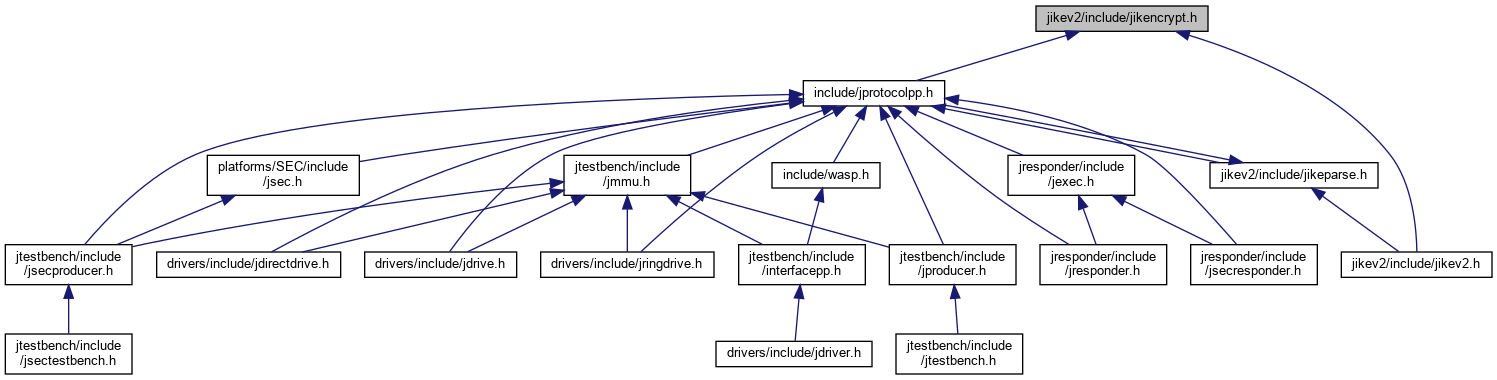 jikev2/include/jikencrypt.h
include/jprotocolpp.h
platforms/SEC/include
/jsec.h
jtestbench/include
/jmmu.h
include/wasp.h
jresponder/include
/jexec.h
jikev2/include/jikeparse.h
jtestbench/include
/jsecproducer.h
drivers/include/jdirectdrive.h
drivers/include/jdrive.h
drivers/include/jringdrive.h
jtestbench/include
/interfacepp.h
jtestbench/include
/jproducer.h
jresponder/include
/jresponder.h
jresponder/include
/jsecresponder.h
jikev2/include/jikev2.h
jtestbench/include
/jsectestbench.h
drivers/include/jdriver.h
jtestbench/include
/jtestbench.h